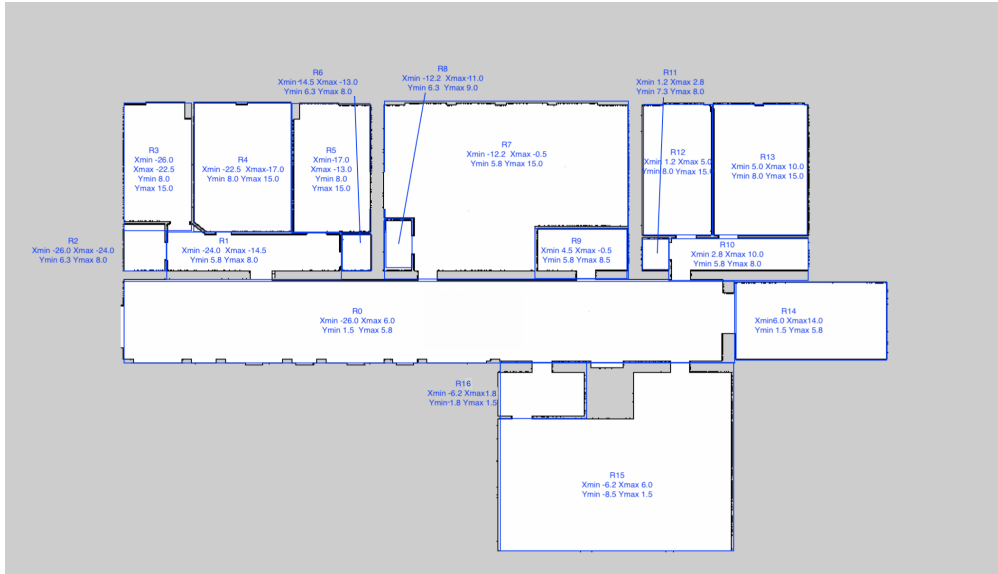 R6
Xmin-14.5 Xmax -13.0
Ymin 6.3 Ymax 8.0
R8
Xmin -12.2 Xmax-11.0
Ymin 6.3 Ymax 9.0
R11
Xmin 1.2 Xmax 2.8
Ymin 7.3 Ymax 8.0
R3
Xmin -26.0
Xmax -22.5
Ymin 8.0
Ymax 15.0
R4
Xmin -22.5 Xmax-17.0
Ymin 8.0 Ymax 15.0
R5
Xmin-17.0
Xmax -13.0
Ymin 8.0
Ymax 15.0
R7
Xmin -12.2 Xmax -0.5
Ymin 5.8 Ymax 15.0
R12
Xmin 1.2 Xmax 5.0
Ymin 8.0 Ymax 15.0
R13
Xmin 5.0 Xmax 10.0
Ymin 8.0 Ymax 15.0
R2
Xmin -26.0 Xmax -24.0
Ymin 6.3 Ymax 8.0
R1
Xmin -24.0 Xmax -14.5
Ymin 5.8 Ymax 8.0
R9
Xmin 4.5 Xmax -0.5
Ymin 5.8 Ymax 8.5
R10
Xmin 2.8 Xmax 10.0
Ymin 5.8 Ymax 8.0
R0
Xmin -26.0 Xmax 6.0
Ymin 1.5 Ymax 5.8
R14
Xmin6.0 Xmax14.0
Ymin 1.5 Ymax 5.8
R16
Xmin -6.2 Xmax1.8
Ymin-1.8 Ymax 1.5
R15
Xmin -6.2 Xmax 6.0
Ymin -8.5 Ymax 1.5